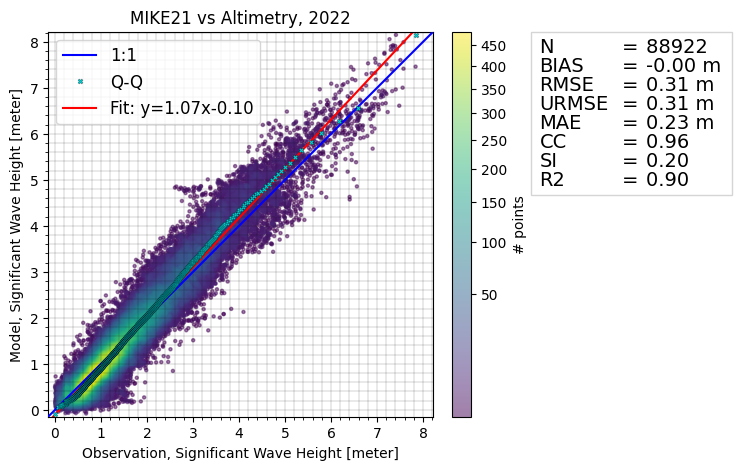 MIKE21 vs Altimetry, 2022
1:1
Q-Q
Fit: y=1.07x-0.10
Model, Significant Wave Height [meter]
8
7
6
5
4
3
2
1
0
0 1 2 3 4 5 6 7 8
Observation, Significant Wave Height [meter]
450
400
350
300
250
200
150
100
50
# points
N = 88922
BIAS = -0.00 m
RMSE = 0.31 m
URMSE = 0.31 m
MAE = 0.23 m
CC = 0.96
SI = 0.20
R2 = 0.90